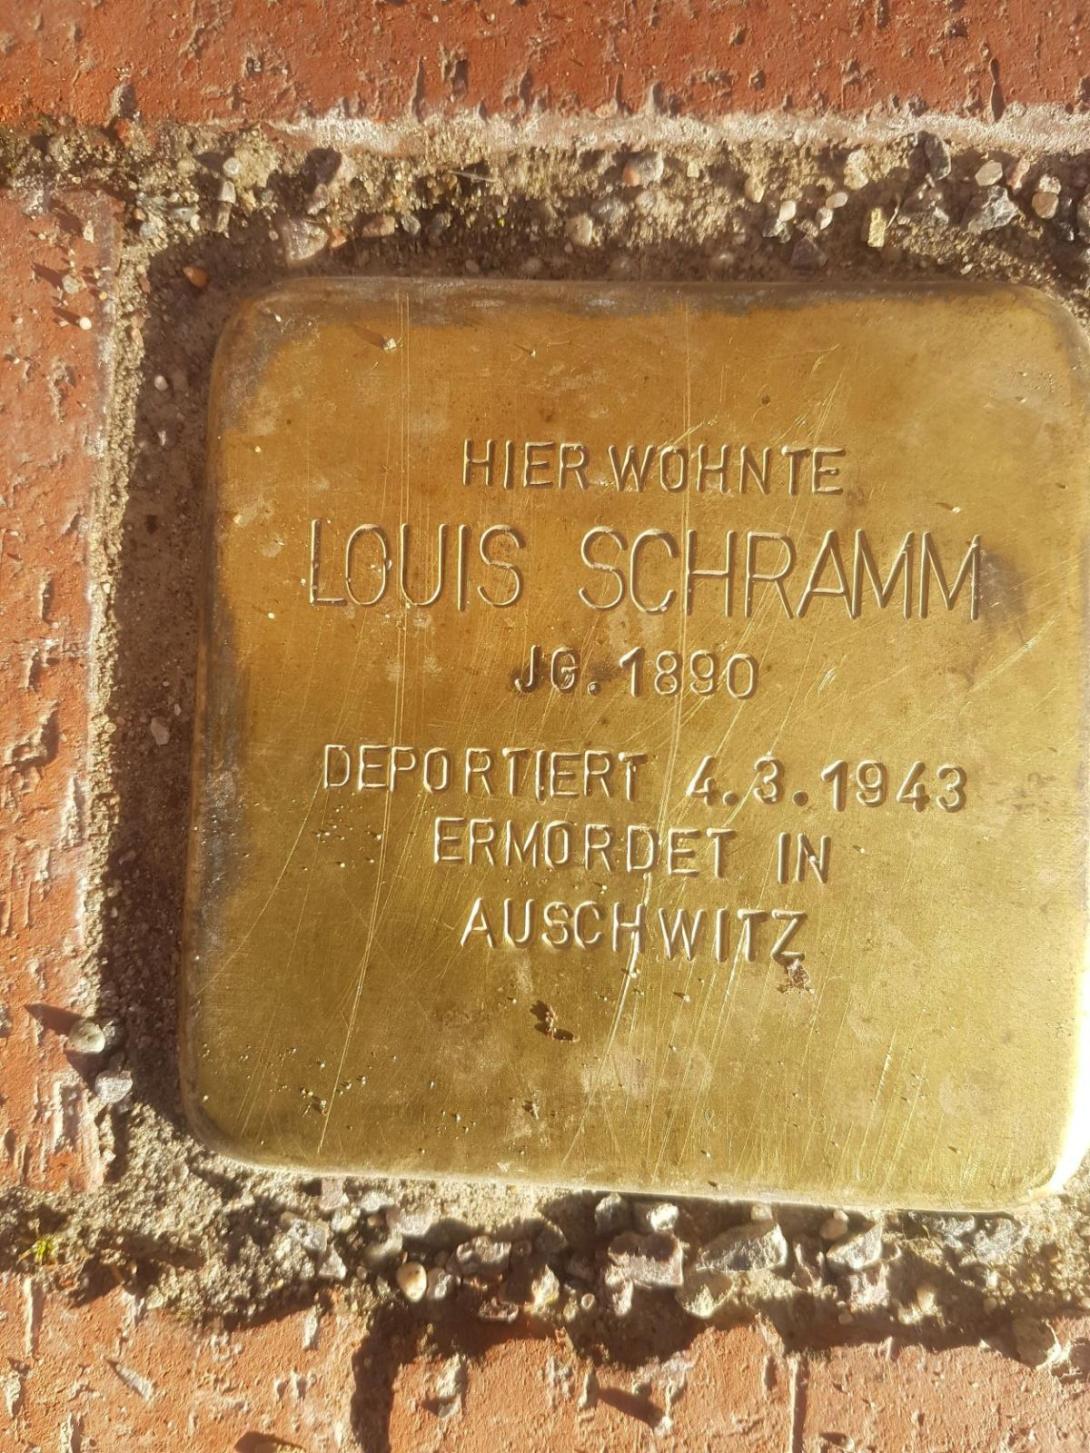 HIER WOHNTE
LOUIS SCHRAMM
JG. 1890
DEPORTIERT 4.3.1943
ERMORDET IN
AUSCHWITZ